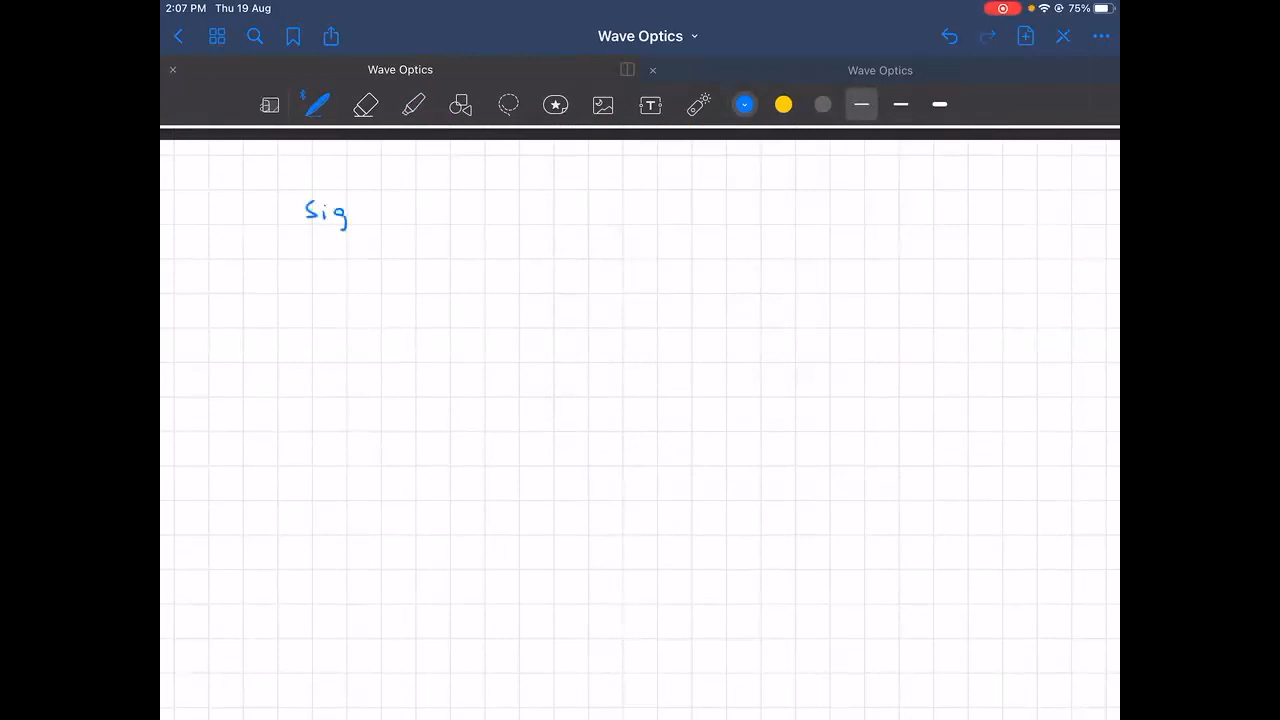 2:07 PM Thu 19 Aug 75%
Wave Optics
Wave Optics Wave Optics
T
Sig